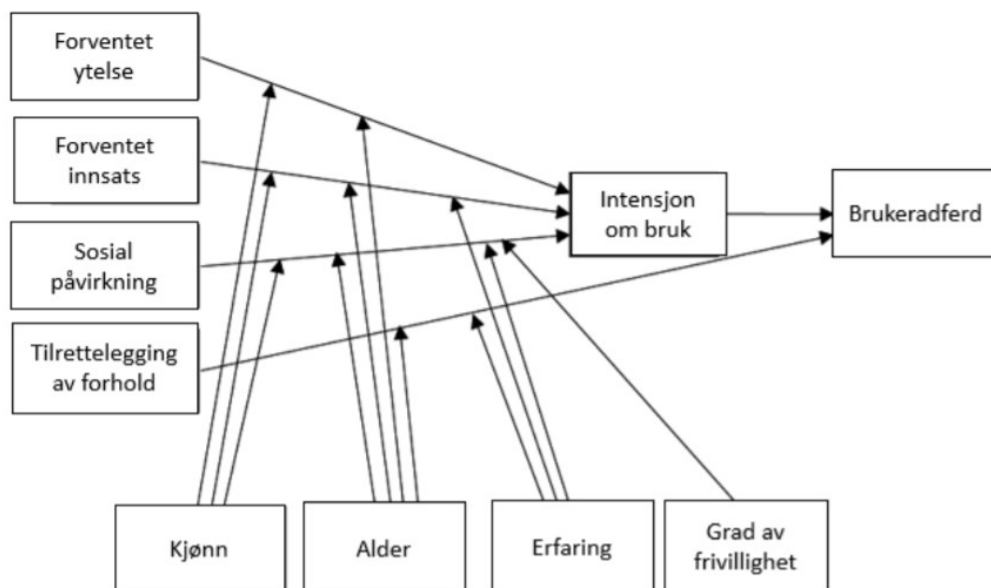 Forventet
ytelse
Forventet
innsats
Sosial
påvirkning
Tilrettelegging
av forhold
Intensjon
om bruk
Brukeradferd
Kjønn
Alder
Erfaring
Grad av
frivillighet